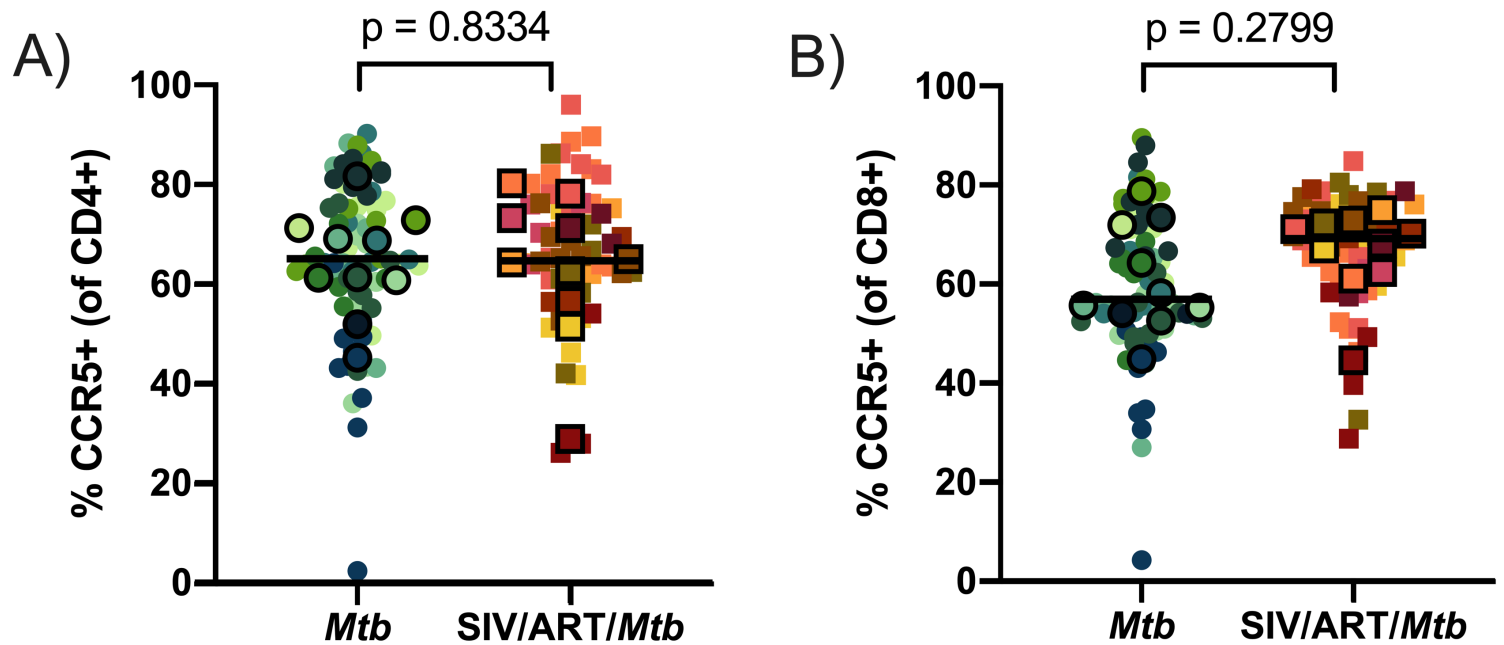 A)
p = 0.8334
% CCR5+ (of CD4+)
100
80
60
40
20
0
Mtb
SIV/ART/Mtb
B)
p = 0.2799
% CCR5+ (of CD8+)
100
80
60
40
20
0
Mtb
SIV/ART/Mtb